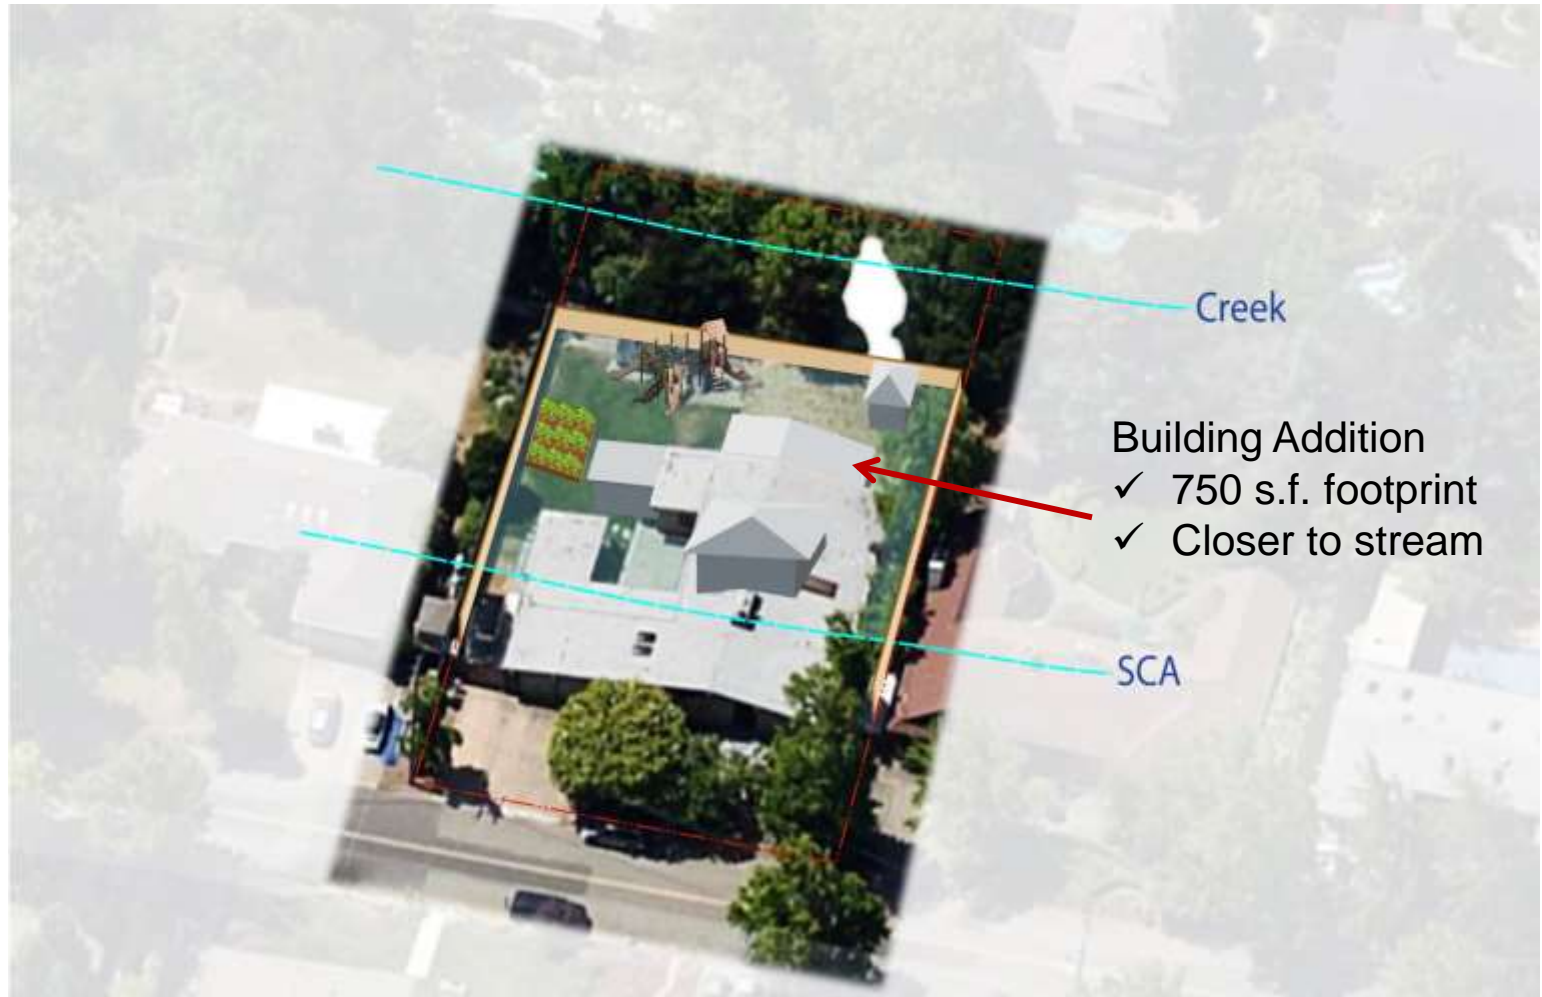 Creek
Building Addition
✓ 750 s.f. footprint
✓ Closer to stream
SCA